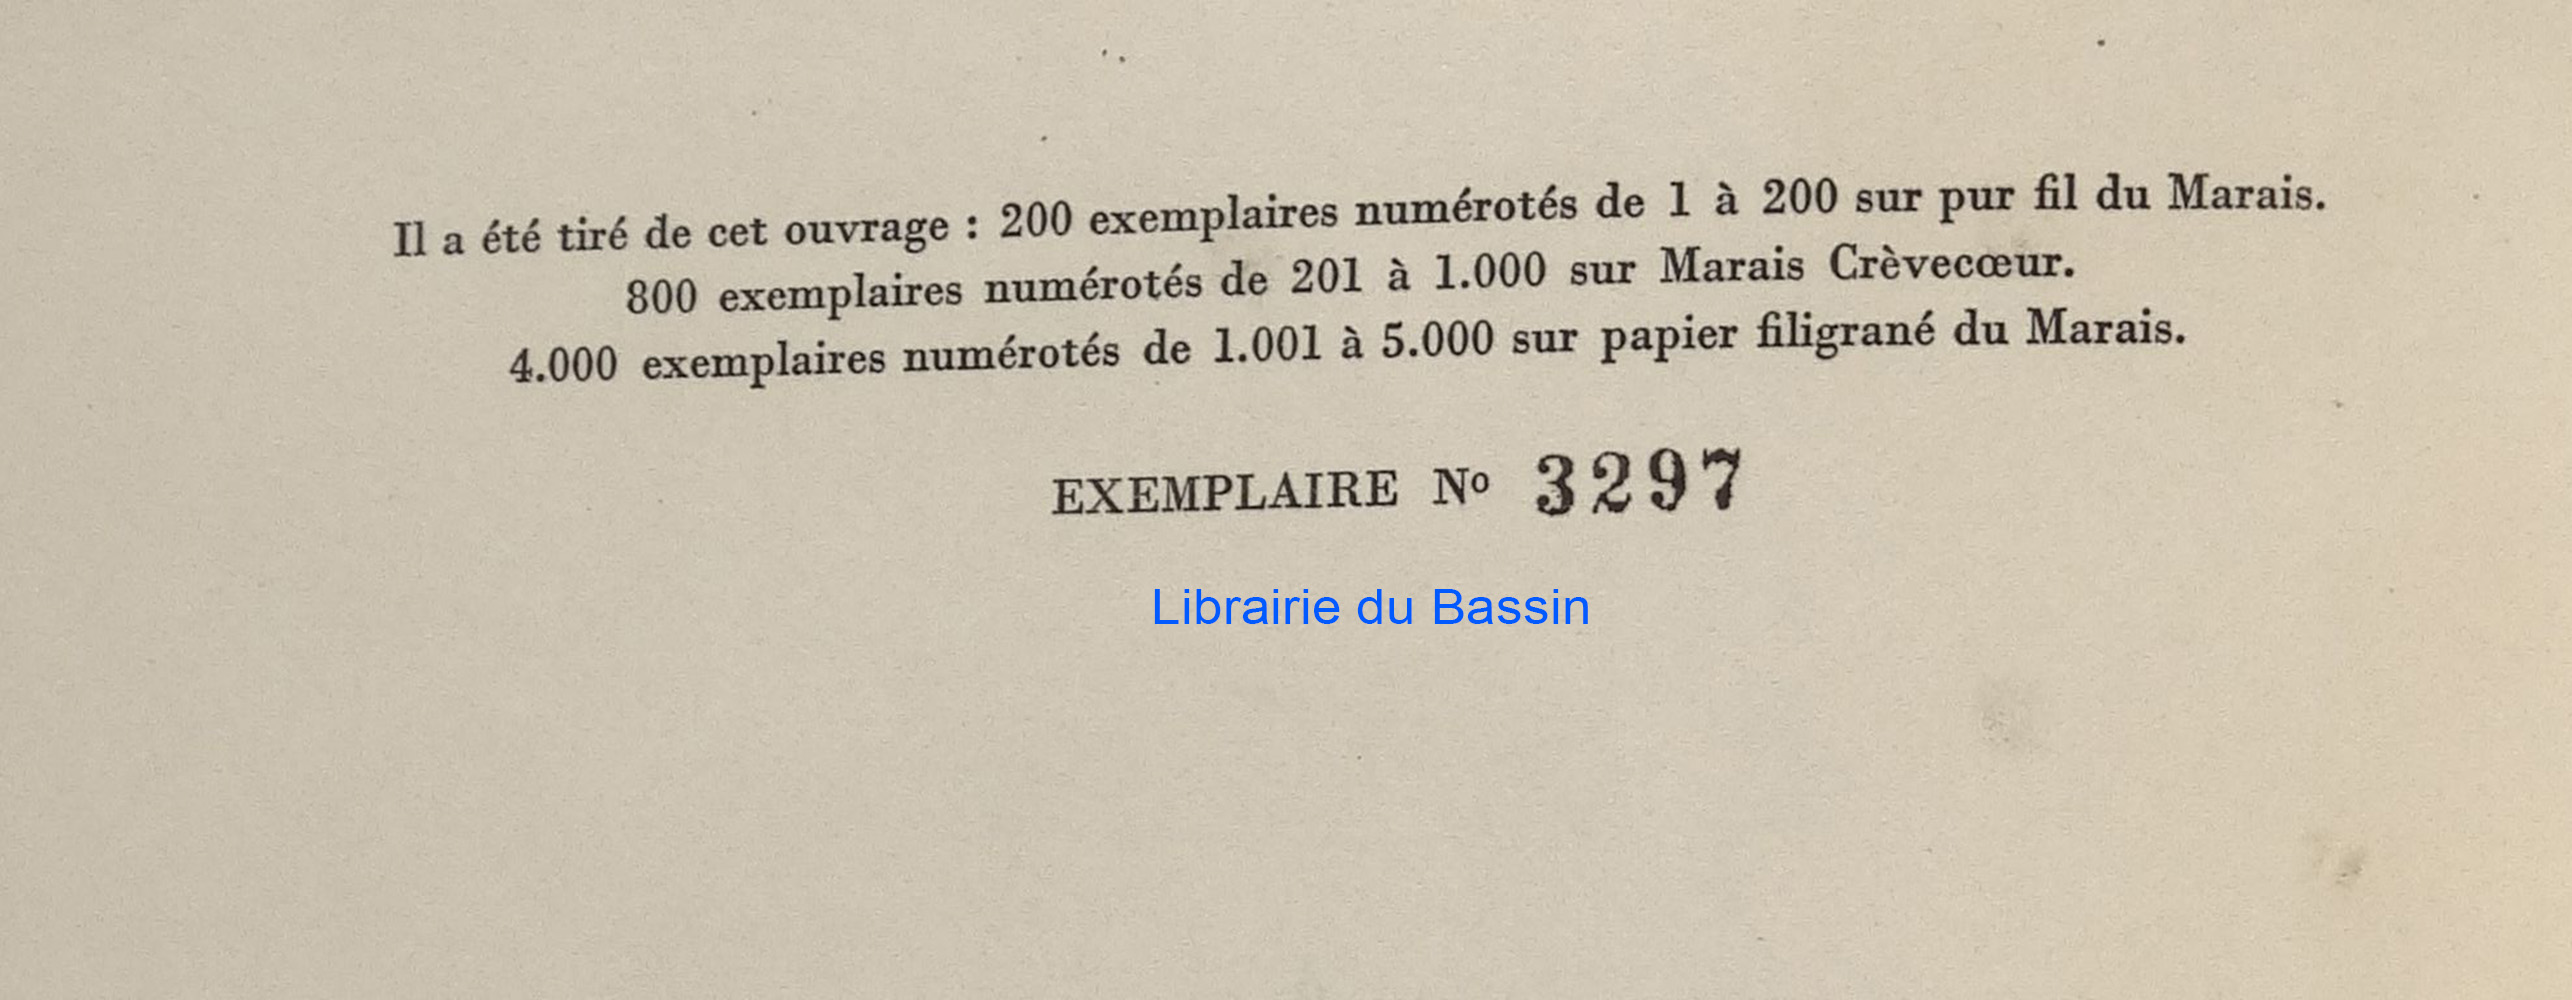 Il a été tiré de cet ouvrage : 200 exemplaires numérotés de 1 à 200 sur pur fil du Marais.
800 exemplaires numérotés de 201 à 1.000 sur Marais Crèvecœur.
4.000 exemplaires numérotés de 1.001 à 5.000 sur papier filigrané du Marais.
EXEMPLAIRE Nº 3297
Librairie du Bassin